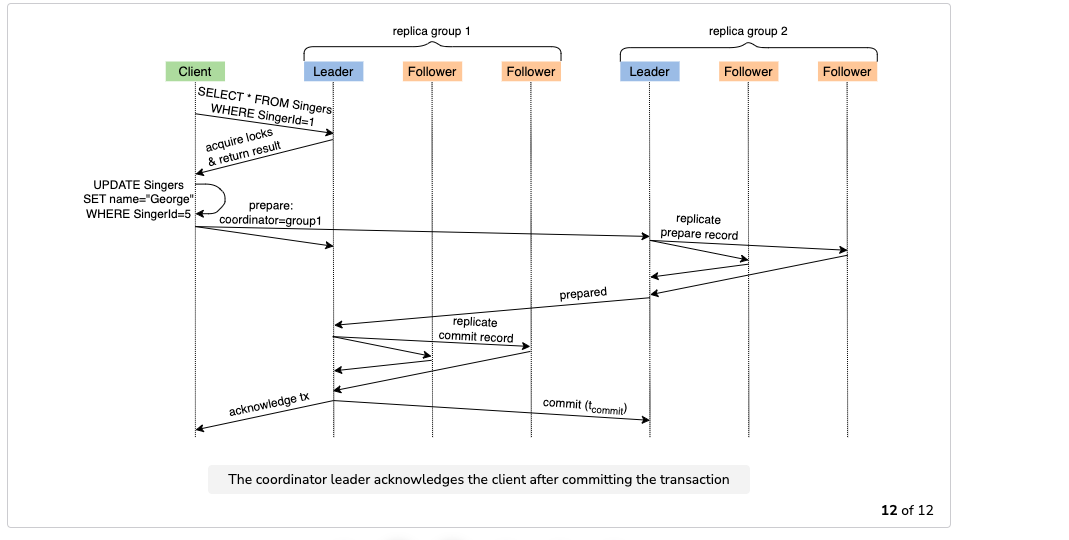 replica group 1
replica group 2
Client
Leader
Follower
Follower
Leader
Follower
Follower
SELECT * FROM Singers
WHERE SingerId=1
acquire locks
& return result
UPDATE Singers
SET name="George"
WHERE SingerId=5
prepare:
coordinator=group1
replicate
prepare record
prepared
replicate
commit record
acknowledge tx
commit (tcommit)
The coordinator leader acknowledges the client after committing the transaction
12 of 12